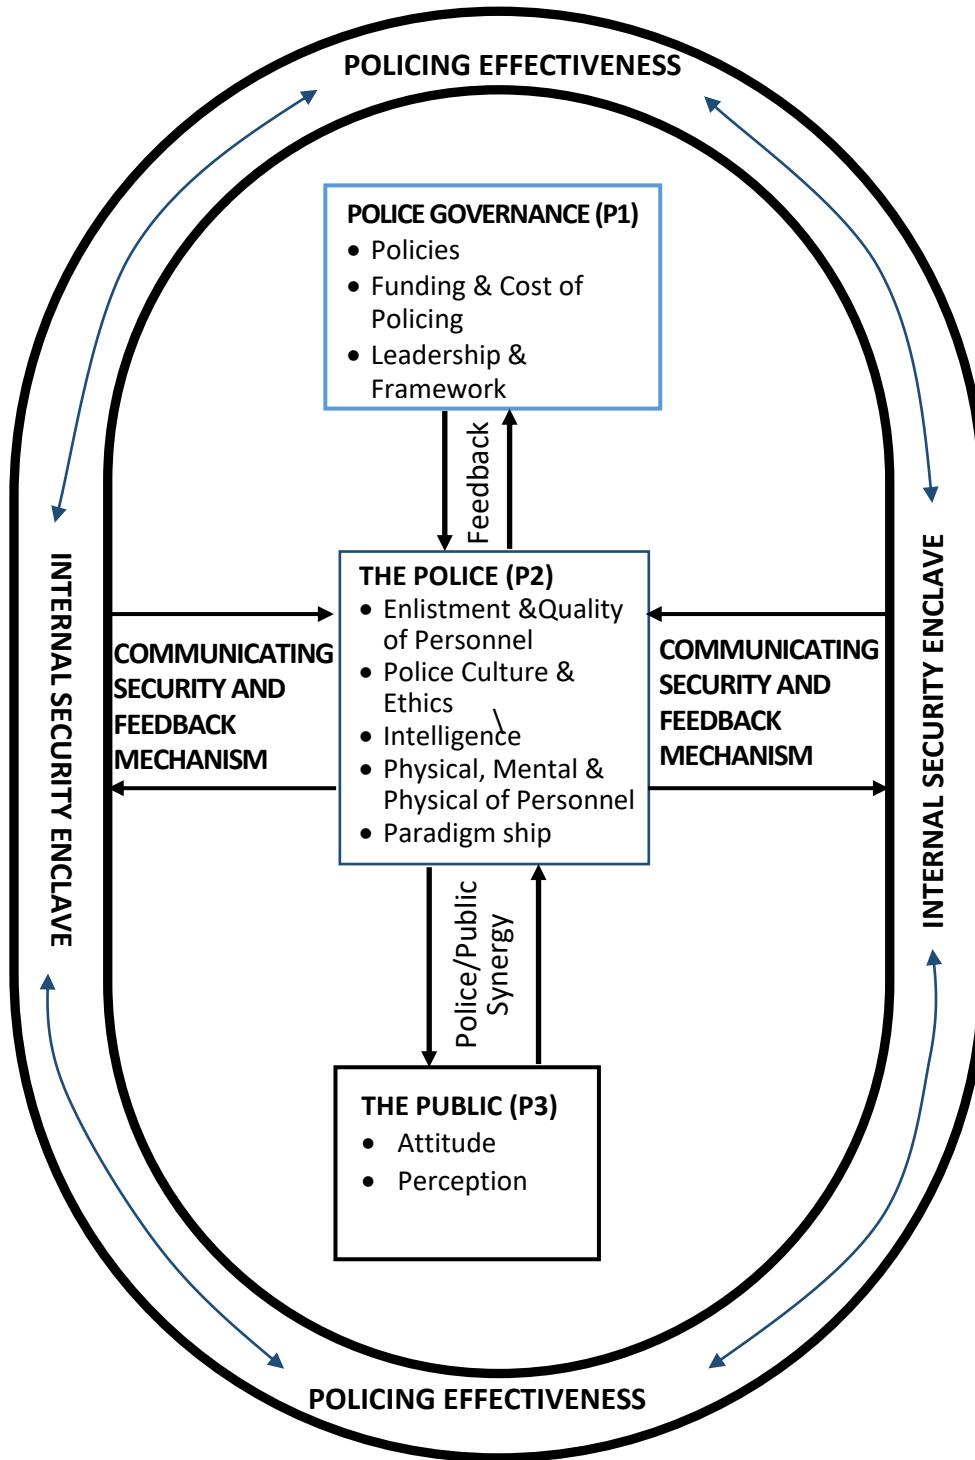 POLICING EFFECTIVENESS
POLICE GOVERNANCE (P1)
• Policies
• Funding & Cost of
Policing
• Leadership &
Framework
Feedback
THE POLICE (P2)
• Enlistment &Quality
of Personnel
• Police Culture &
Ethics
\
• Intelligence
• Physical, Mental &
Physical of Personnel
• Paradigm ship
INTERNAL SECURITY ENCLAVE
COMMUNICATING
SECURITY AND
FEEDBACK
MECHANISM
COMMUNICATING
SECURITY AND
FEEDBACK
MECHANISM
INTERNAL SECURITY ENCLAVE
Police/Public
Synergy
THE PUBLIC (P3)
• Attitude
• Perception
POLICING EFFECTIVENESS